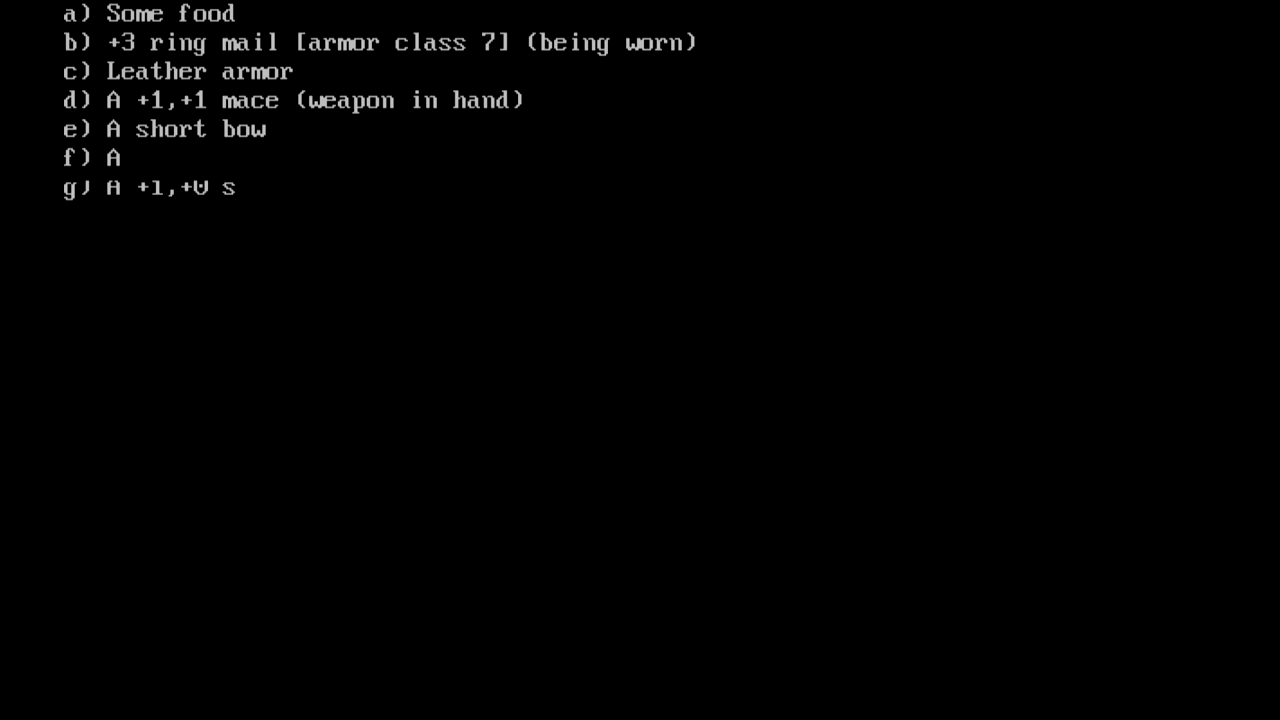 a) Some food
b) +3 ring mail [armor class 7] (being worn)
c) Leather armor
d) A +1,+1 mace (weapon in hand)
e) A short bow
f) A
g) A +1,+0 s